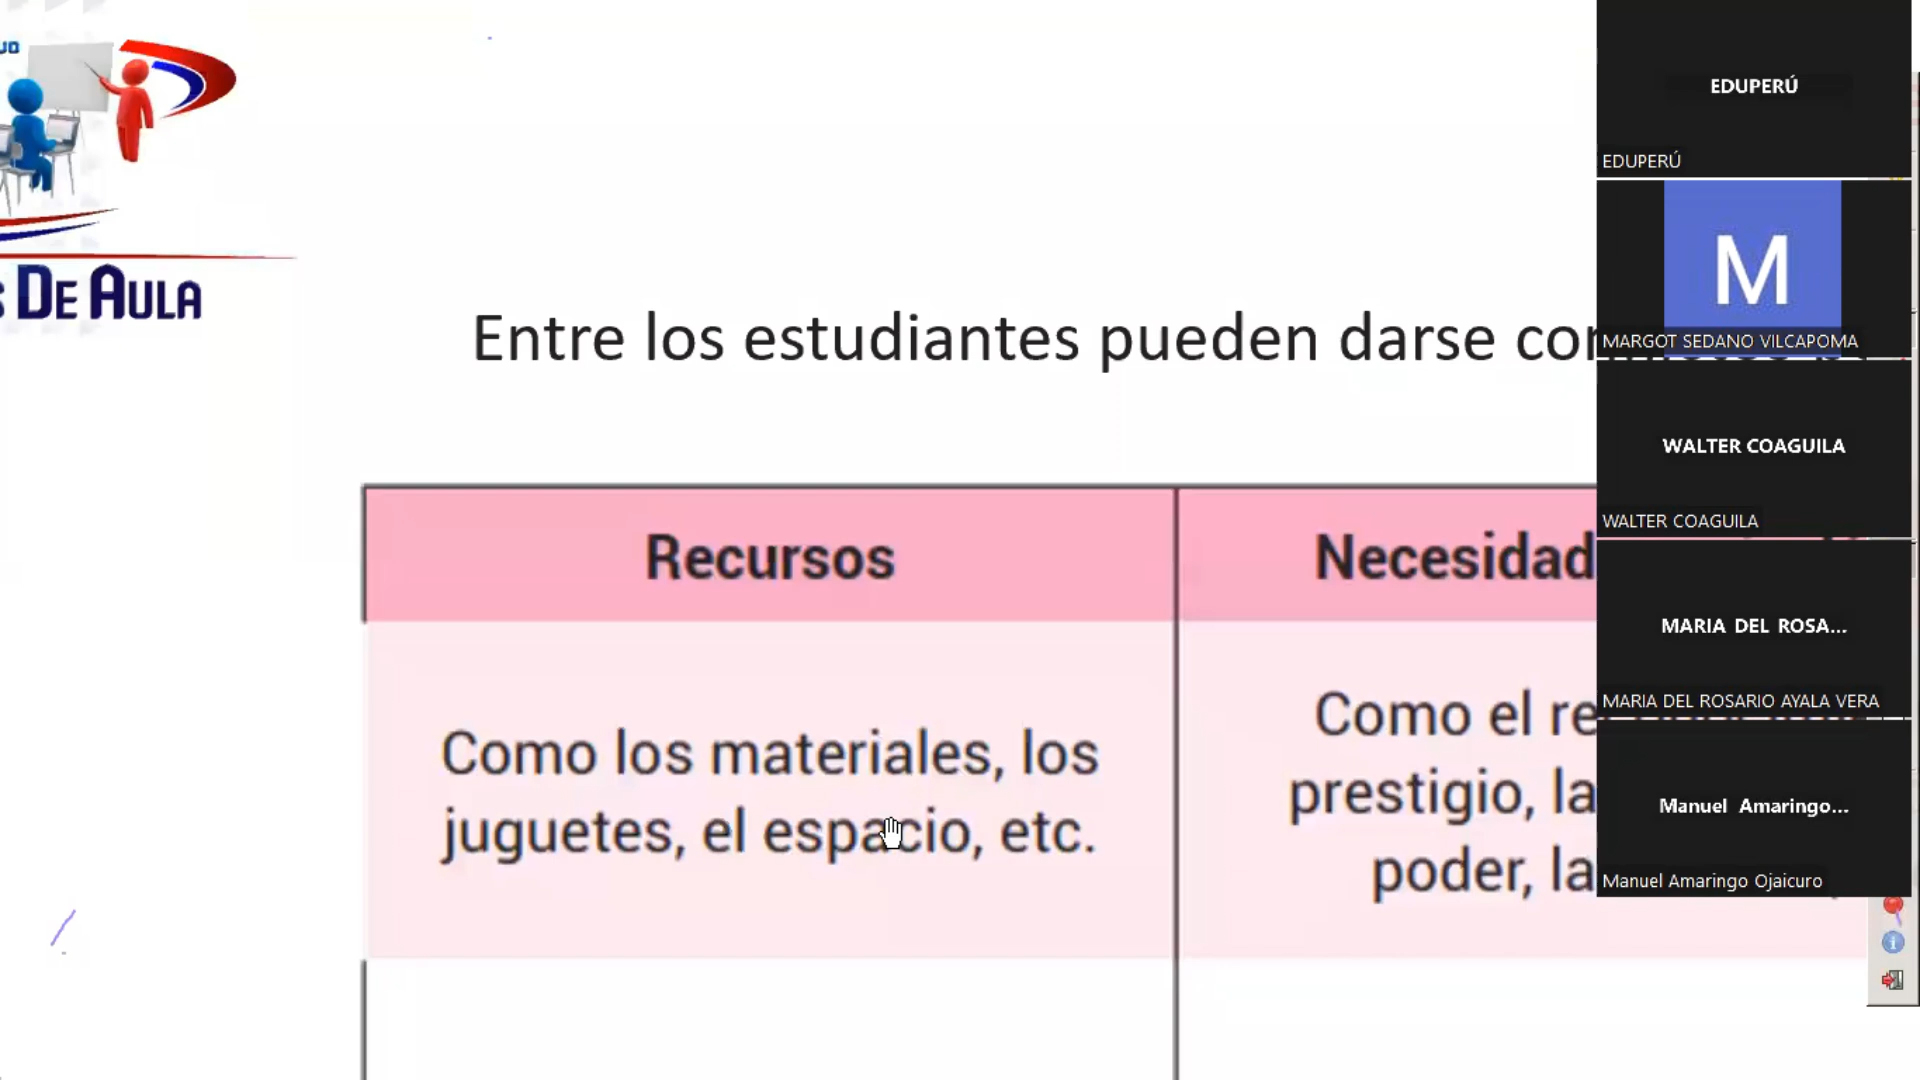 DE AULA
Entre los estudiantes pueden darse
Recursos
Necesidad
Como los materiales, los
juguetes, el espacio, etc.
Como el
prestigio, la
poder, la
EDUPERÚ
EDUPERÚ
M
MARGOT SEDANO VILCAPOMA
WALTER COAGUILA
WALTER COAGUILA
MARIA DEL ROSA...
MARIA DEL ROSARIO AYALA VERA
Manuel Amaringo...
Manuel Amaringo Ojaicuro